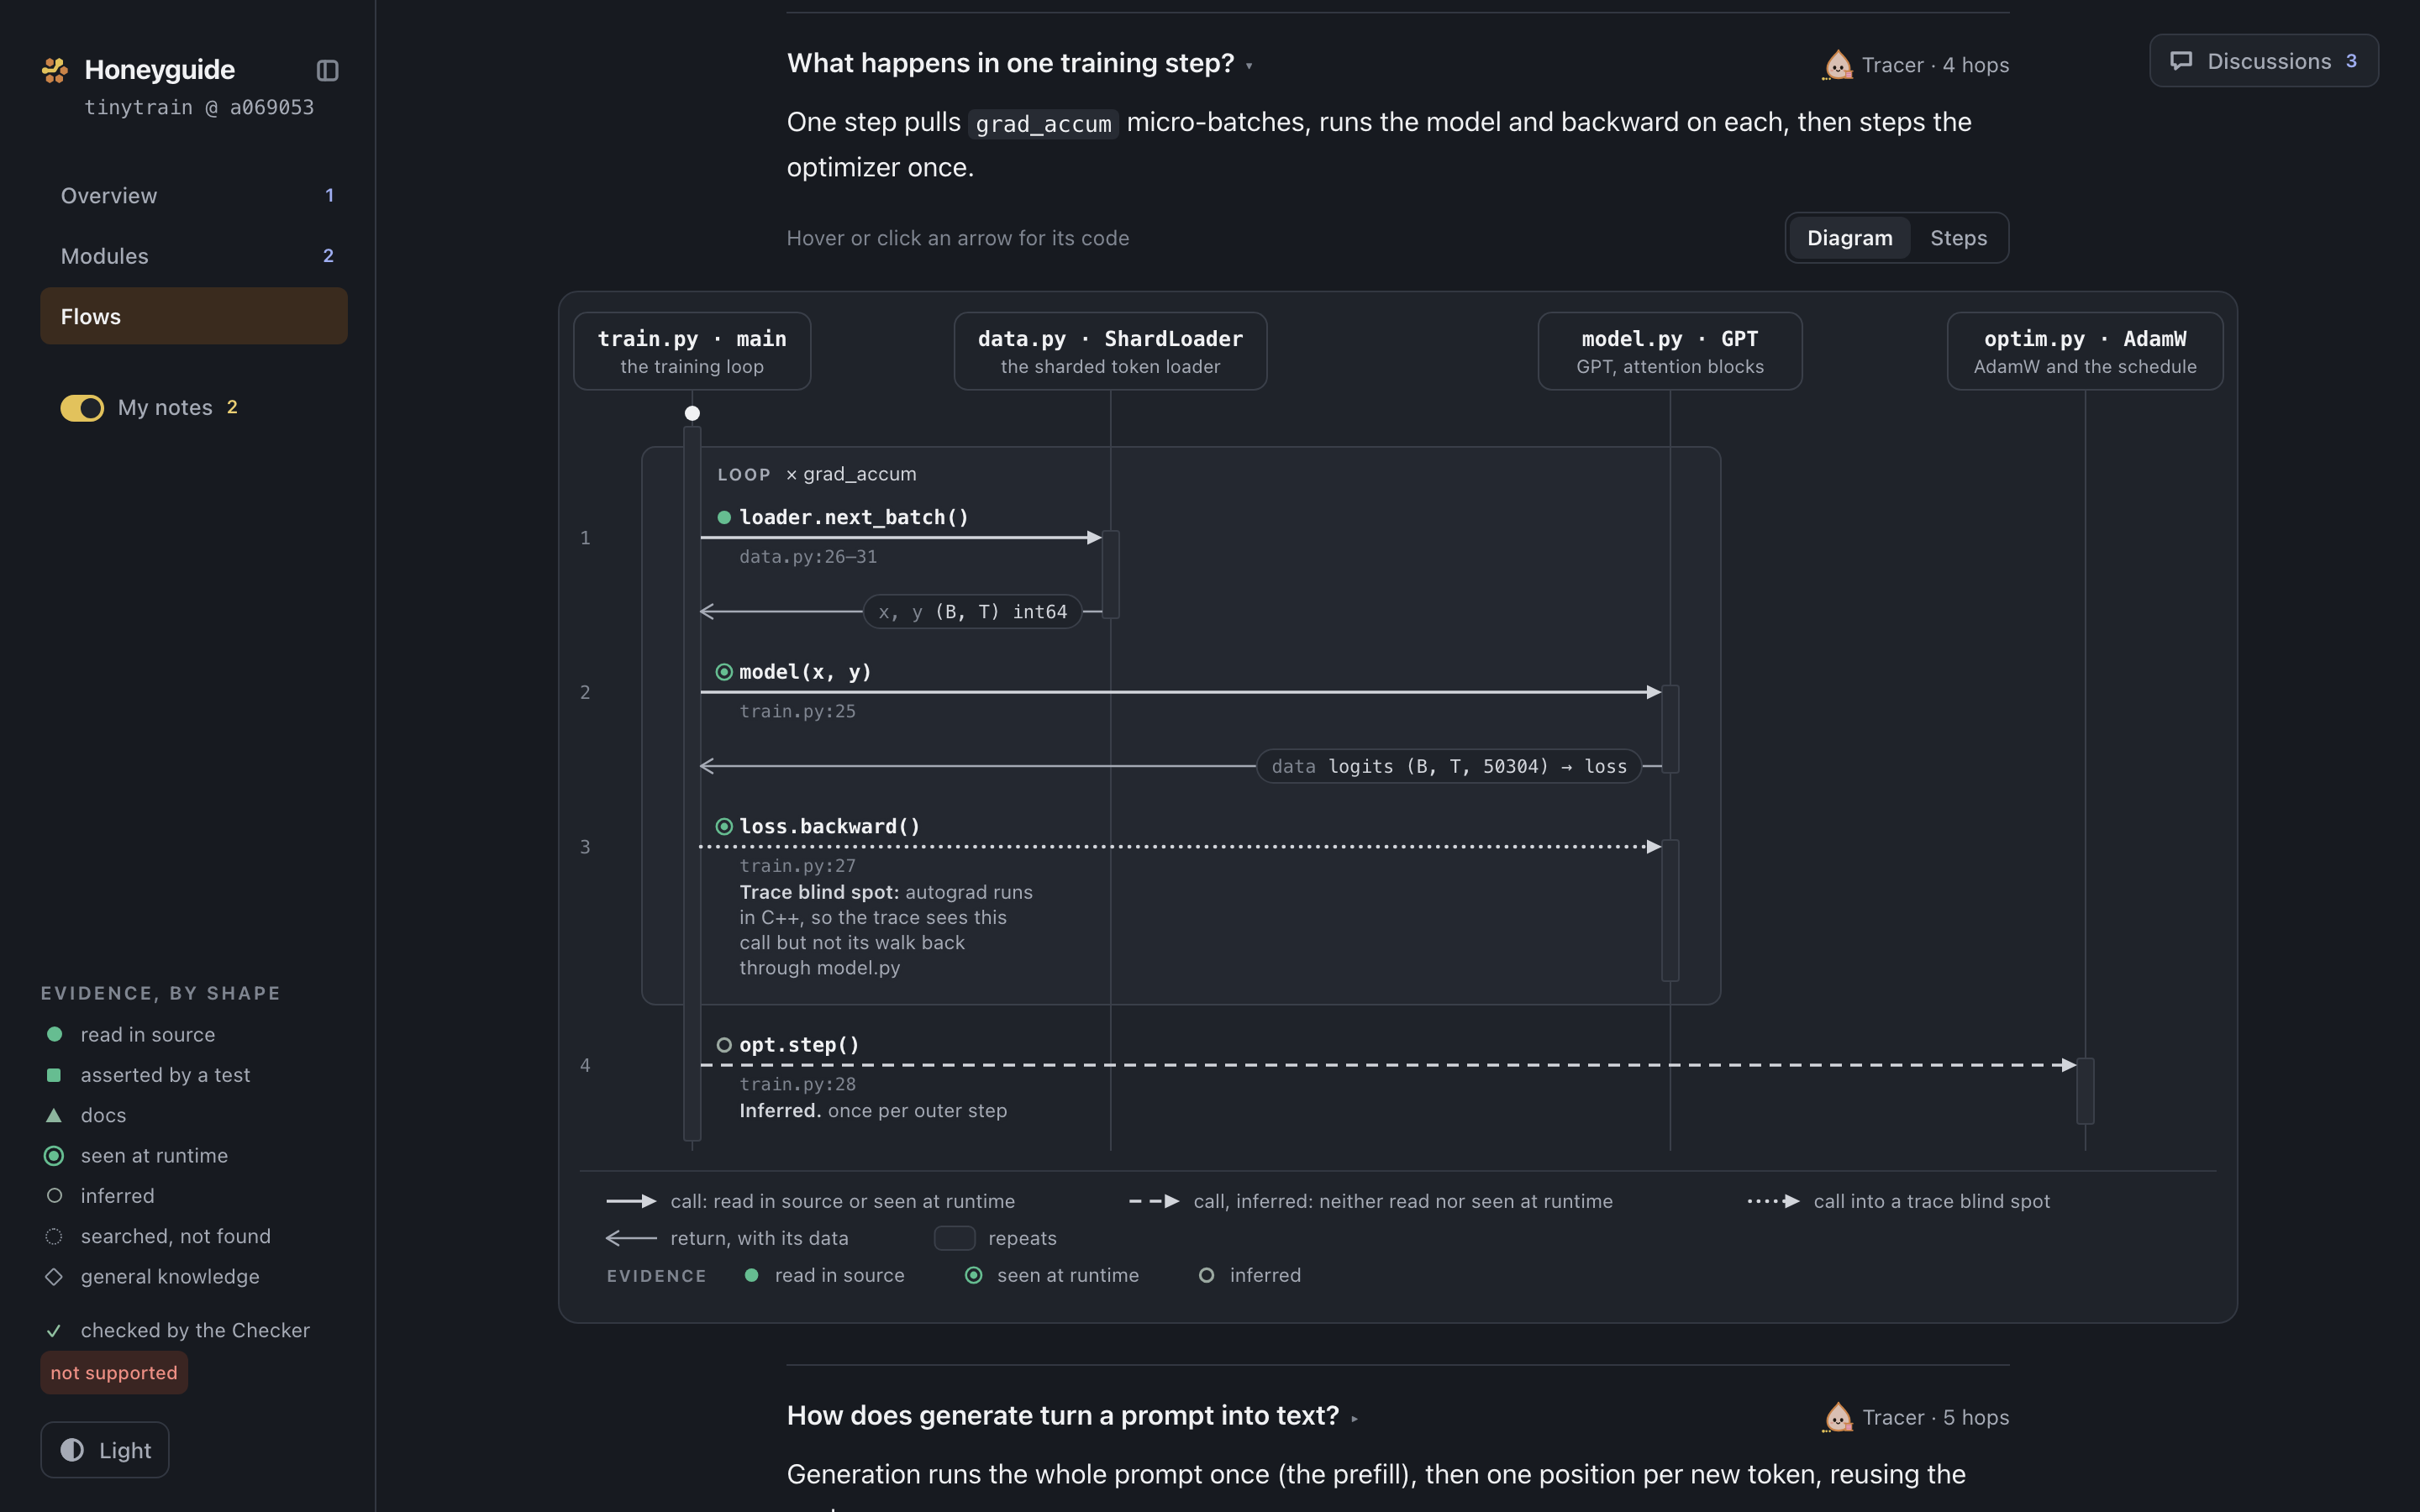 Honeyguide
tinytrain @ a069053
Overview 1
Modules 2
Flows
My notes 2
EVIDENCE, BY SHAPE
read in source
asserted by a test
docs
seen at runtime
inferred
searched, not found
general knowledge
checked by the Checker
not supported
Light
Discussions 3
What happens in one training step?
Tracer · 4 hops
One step pulls grad_accum micro-batches, runs the model and backward on each, then steps the
optimizer once.
Hover or click an arrow for its code
Diagram Steps
train.py · main
the training loop
data.py · ShardLoader
the sharded token loader
model.py · GPT
GPT, attention blocks
optim.py · AdamW
AdamW and the schedule
LOOP × grad_accum
loader.next_batch()
1
data.py:26–31
x, y (B, T) int64
model(x, y)
2
train.py:25
data logits (B, T, 50304) → loss
loss.backward()
3
train.py:27
Trace blind spot: autograd runs
in C++, so the trace sees this
call but not its walk back
through model.py
opt.step()
4
train.py:28
Inferred. once per outer step
call: read in source or seen at runtime
call, inferred: neither read nor seen at runtime
call into a trace blind spot
return, with its data
repeats
EVIDENCE read in source seen at runtime inferred
How does generate turn a prompt into text?
Tracer · 5 hops
Generation runs the whole prompt once (the prefill), then one position per new token, reusing the